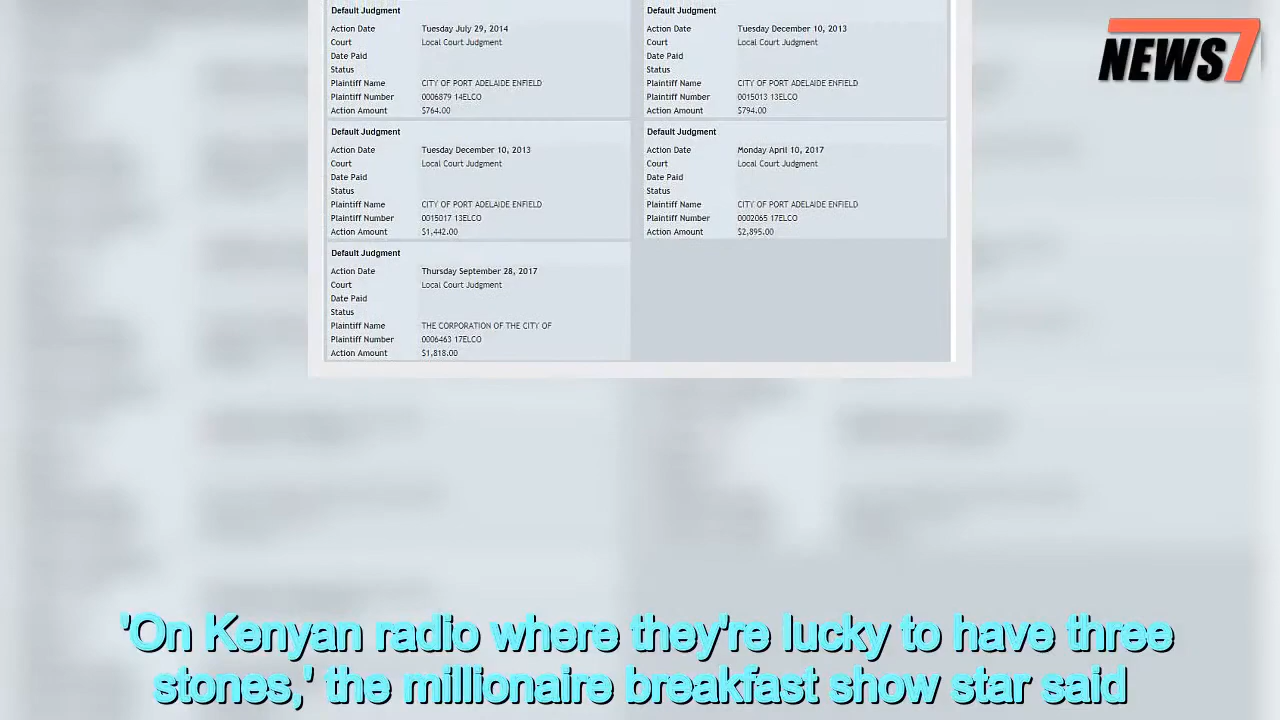 Default Judgment
Action Date Tuesday July 29, 2014
Court Local Court Judgment
Date Paid
Status
Plaintiff Name CITY OF PORT ADELAIDE ENFIELD
Plaintiff Number 0006879 14ELCO
Action Amount $764.00
Default Judgment
Action Date Tuesday December 10, 2013
Court Local Court Judgment
Date Paid
Status
Plaintiff Name CITY OF PORT ADELAIDE ENFIELD
Plaintiff Number 0015013 13ELCO
Action Amount $794.00
Default Judgment
Action Date Tuesday December 10, 2013
Court Local Court Judgment
Date Paid
Status
Plaintiff Name CITY OF PORT ADELAIDE ENFIELD
Plaintiff Number 0015017 13ELCO
Action Amount $1,442.00
Default Judgment
Action Date Monday April 10, 2017
Court Local Court Judgment
Date Paid
Status
Plaintiff Name CITY OF PORT ADELAIDE ENFIELD
Plaintiff Number 0002065 17ELCO
Action Amount $2,895.00
Default Judgment
Action Date Thursday September 28, 2017
Court Local Court Judgment
Date Paid
Status
Plaintiff Name THE CORPORATION OF THE CITY OF
Plaintiff Number 0006463 17ELCO
Action Amount $1,818.00
NEWS7
'On Kenyan radio where they're lucky to have three
stones,' the millionaire breakfast show star said